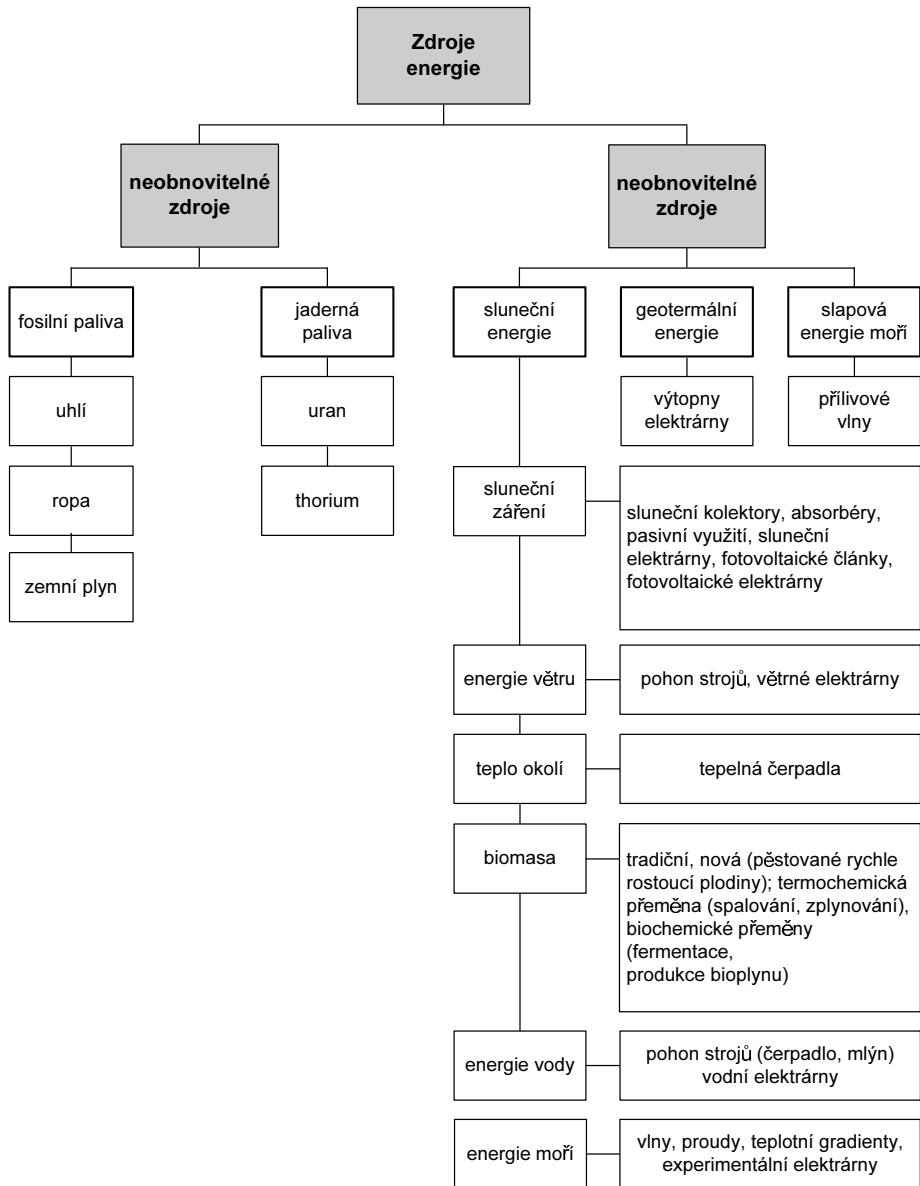 Zdroje
energie
neobnovitelné
zdroje
neobnovitelné
zdroje
fosilní paliva
jaderná
paliva
sluneční
energie
geotermální
energie
slapová
energie moří
uhlí
uran
výtopny
elektrárny
přílivové
vlny
ropa
thorium
sluneční
záření
sluneční kolektory, absorbéry,
pasivní využití, sluneční
elektrárny, fotovoltaické články,
fotovoltaické elektrárny
zemní plyn
energie větru
pohon strojů, větrné elektrárny
teplo okolí
tepelná čerpadla
biomasa
tradiční, nová (pěstované rychle
rostoucí plodiny); termochemická
přeměna (spalování, zplynování),
biochemické přeměny
(fermentace,
produkce bioplynu)
energie vody
pohon strojů (čerpadlo, mlýn)
vodní elektrárny
energie moří
vlny, proudy, teplotní gradienty,
experimentální elektrárny